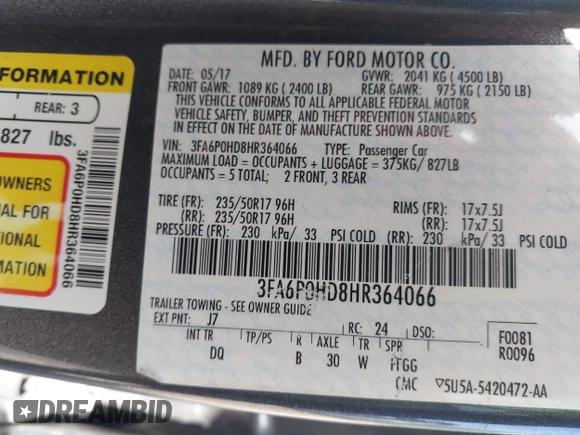 FORMATION
REAR: 3
827 lbs.
OWNERS
UAL FOR
TIONAL
RMATION
3FA6P0HD8HR364066
MFD. BY FORD MOTOR CO.
DATE: 05/17 GVWR: 2041 KG ( 4500 LB)
FRONT GAWR: 1089 KG ( 2400 LB) REAR GAWR: 975 KG ( 2150 LB)
THIS VEHICLE CONFORMS TO ALL APPLICABLE FEDERAL MOTOR
VEHICLE SAFETY, BUMPER, AND THEFT PREVENTION STANDARDS
IN EFFECT ON THE DATE OF MANUFACTURE SHOWN ABOVE.
VIN: 3FA6P0HD8HR364066 TYPE: Passenger Car
MAXIMUM LOAD = OCCUPANTS + LUGGAGE = 375KG/ 827LB
OCCUPANTS = 5 TOTAL; 2 FRONT, 3 REAR
TIRE (FR): 235/50R17 96H RIMS (FR): 17x7.5J
(RR): 235/50R17 96H (RR): 17x7.5J
PRESSURE (FR): 230 kPa/ 33 PSI COLD (RR): 230 kPa/ 33 PSI COLD
3FA6P0HD8HR364066
TRAILER TOWING - SEE OWNER GUIDE
EXT PNT: J7 RC: 24 DSO: F0081
INT TR TP/PS R AXLE TR SPR R0096
DQ B 30 W FFGG
CMC 5U5A-5420472-AA
DREAMBID